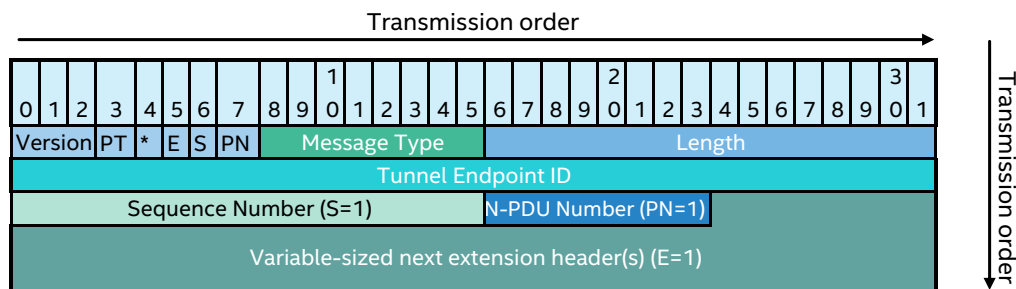 Transmission order
1 2 3
0 1 2 3 4 5 6 7 8 9 0 1 2 3 4 5 6 7 8 9 0 1 2 3 4 5 6 7 8 9 0 1
Version PT * E S PN Message Type Length
Tunnel Endpoint ID
Sequence Number (S=1) N-PDU Number (PN=1)
Variable-sized next extension header(s) (E=1)
Transmission order